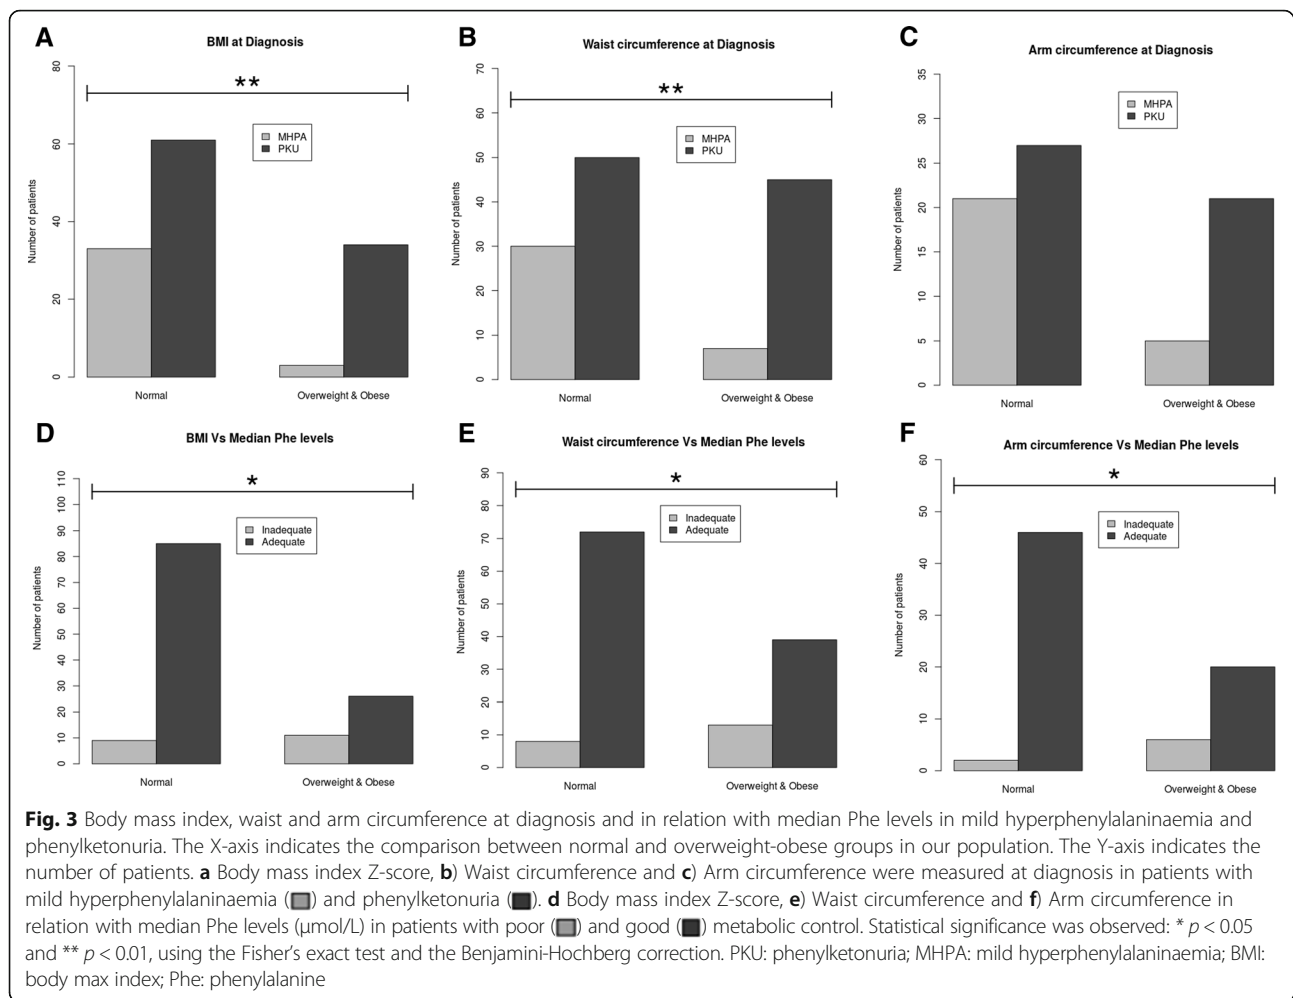 A
BMI at Diagnosis
**
MHPA
PKU
Number of patients
0
20
40
60
80
Normal
Overweight & Obese
B
Waist circumference at Diagnosis
**
MHPA
PKU
Number of patients
0
10
20
30
40
50
60
70
Normal
Overweight & Obese
C
Arm circumference at Diagnosis
MHPA
PKU
Number of patients
0
5
10
15
20
25
30
35
Normal
Overweight & Obese
D
BMI Vs Median Phe levels
*
Inadequate
Adequate
Number of patients
0
10
20
30
40
50
60
70
80
90
100
110
Normal
Overweight & Obese
E
Waist circumference Vs Median Phe levels
*
Inadequate
Adequate
Number of patients
0
10
20
30
40
50
60
70
80
90
Normal
Overweight & Obese
F
Arm circumference Vs Median Phe levels
*
Inadequate
Adequate
Number of patients
0
10
20
30
40
50
60
Normal
Overweight & Obese
Fig. 3 Body mass index, waist and arm circumference at diagnosis and in relation with median Phe levels in mild hyperphenylalaninaemia and
phenylketonuria. The X-axis indicates the comparison between normal and overweight-obese groups in our population. The Y-axis indicates the
number of patients. a Body mass index Z-score, b) Waist circumference and c) Arm circumference were measured at diagnosis in patients with
mild hyperphenylalaninaemia ( ) and phenylketonuria ( ). d Body mass index Z-score, e) Waist circumference and f) Arm circumference in
relation with median Phe levels (μmol/L) in patients with poor ( ) and good ( ) metabolic control. Statistical significance was observed: * p < 0.05
and ** p < 0.01, using the Fisher's exact test and the Benjamini-Hochberg correction. PKU: phenylketonuria; MHPA: mild hyperphenylalaninaemia; BMI:
body max index; Phe: phenylalanine